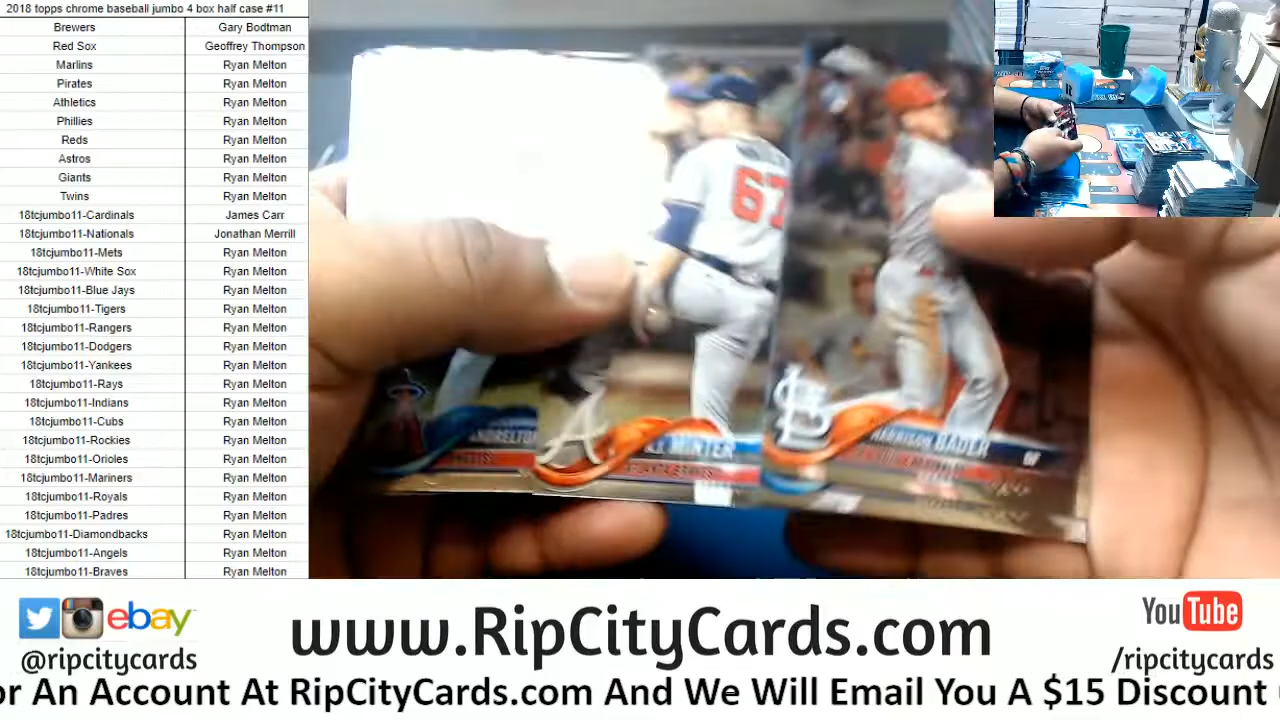 2018 topps chrome baseball jumbo 4 box half case #11
Brewers Gary Bodtman
Red Sox Geoffrey Thompson
Marlins Ryan Melton
Pirates Ryan Melton
Athletics Ryan Melton
Phillies Ryan Melton
Reds Ryan Melton
Astros Ryan Melton
Giants Ryan Melton
Twins Ryan Melton
18tcjumbo11-Cardinals James Carr
18tcjumbo11-Nationals Jonathan Merrill
18tcjumbo11-Mets Ryan Melton
18tcjumbo11-White Sox Ryan Melton
18tcjumbo11-Blue Jays Ryan Melton
18tcjumbo11-Tigers Ryan Melton
18tcjumbo11-Rangers Ryan Melton
18tcjumbo11-Dodgers Ryan Melton
18tcjumbo11-Yankees Ryan Melton
18tcjumbo11-Rays Ryan Melton
18tcjumbo11-Indians Ryan Melton
18tcjumbo11-Cubs Ryan Melton
18tcjumbo11-Rockies Ryan Melton
18tcjumbo11-Orioles Ryan Melton
18tcjumbo11-Mariners Ryan Melton
18tcjumbo11-Royals Ryan Melton
18tcjumbo11-Padres Ryan Melton
18tcjumbo11-Diamondbacks Ryan Melton
18tcjumbo11-Angels Ryan Melton
18tcjumbo11-Braves Ryan Melton
67
ANDRELTO
MINTER
ATLANTA BRAVES
HARRISON BADER OF
ebay
@ripcitycards
www.RipCityCards.com
YouTube
/ripcitycards
or An Account At RipCityCards.com And We Will Email You A $15 Discount